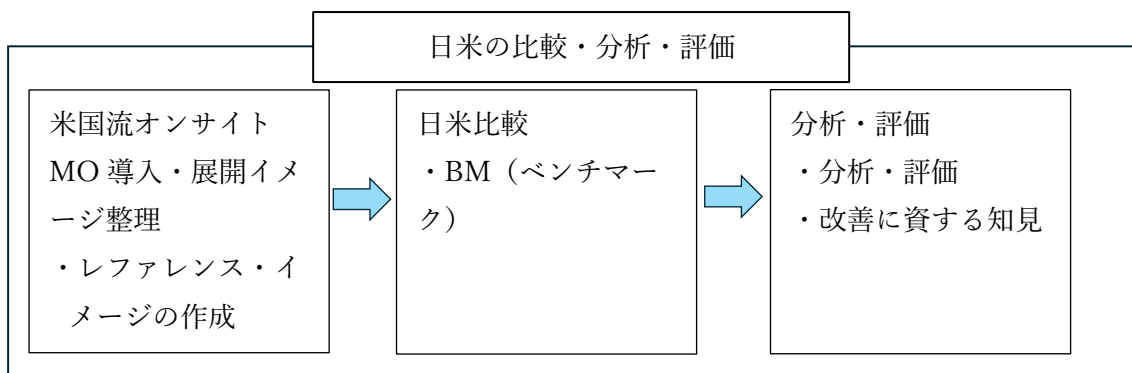 日米の比較・分析・評価
米国流オンサイト
MO 導入・展開イメ
ージ整理
・レファレンス・イ
メージの作成
日米比較
・BM（ベンチマー
ク）
分析・評価
・分析・評価
・改善に資する知見